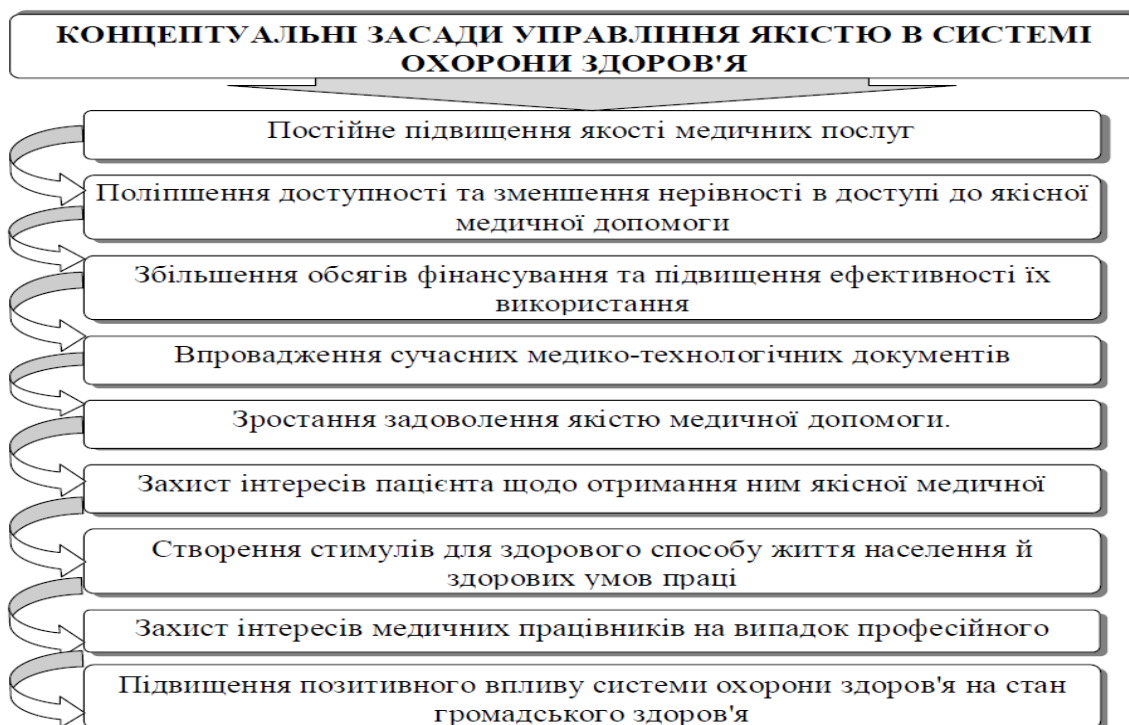 КОНЦЕПТУАЛЬНІ ЗАСАДИ УПРАВЛІННЯ ЯКІСТЮ В СИСТЕМІ
ОХОРОНИ ЗДОРОВ'Я
Постійне підвищення якості медичних послуг
Поліпшення доступності та зменшення нерівності в доступі до якісної
медичної допомоги
Збільшення обсягів фінансування та підвищення ефективності їх
використання
Впровадження сучасних медико-технологічних документів
Зростання задоволення якістю медичної допомоги.
Захист інтересів пацієнта щодо отримання ним якісної медичної
Створення стимулів для здорового способу життя населення й
здорових умов праці
Захист інтересів медичних працівників на випадок професійного
Підвищення позитивного впливу системи охорони здоров'я на стан
громадського здоров'я